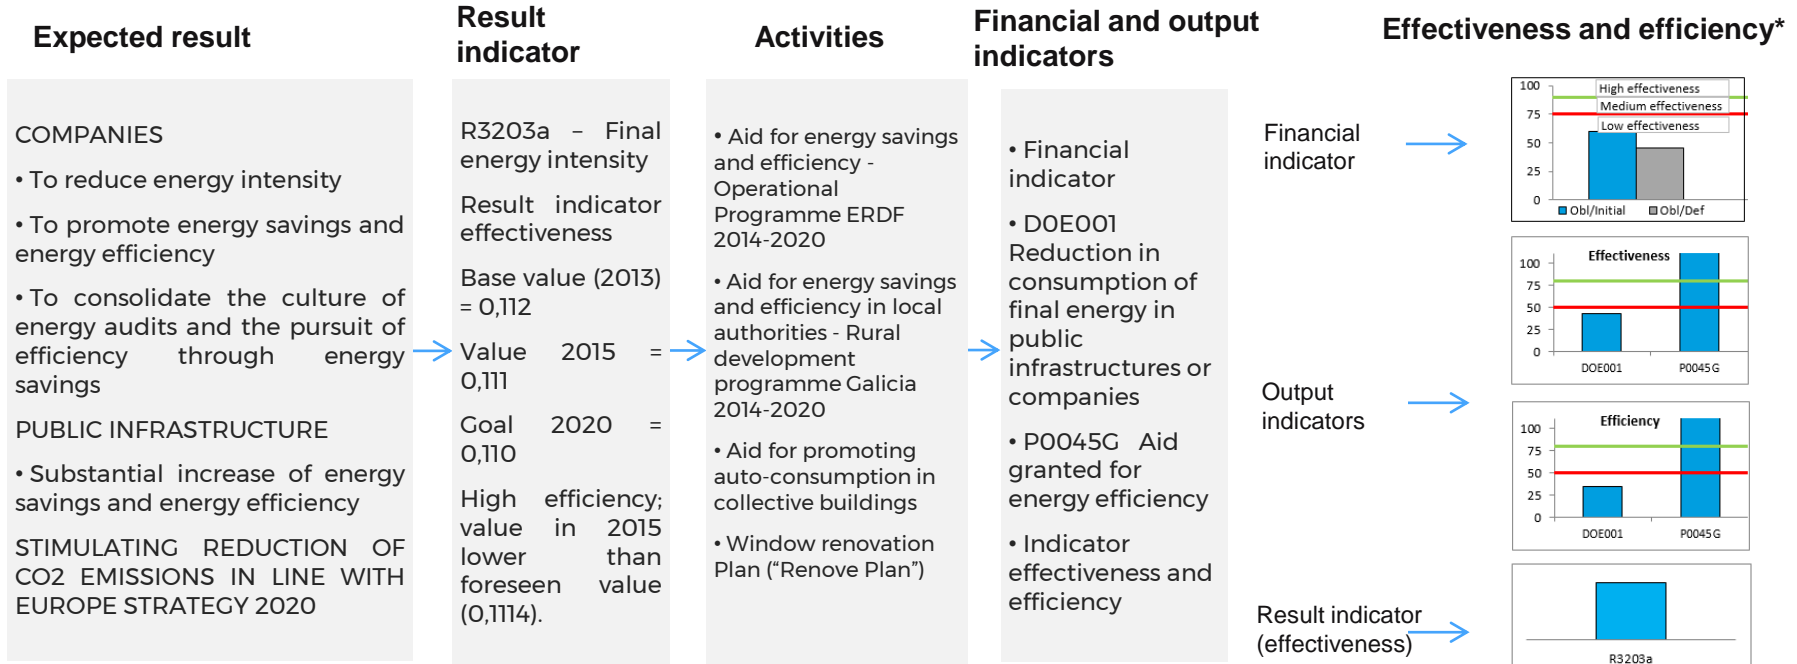 Expected result
Result
indicator
Activities
Financial and output
indicators
Effectiveness and efficiency*
COMPANIES
• To reduce energy intensity
• To promote energy savings and
energy efficiency
• To consolidate the culture of
energy audits and the pursuit of
efficiency through energy
savings
PUBLIC INFRASTRUCTURE
• Substantial increase of energy
savings and energy efficiency
STIMULATING REDUCTION OF
CO2 EMISSIONS IN LINE WITH
EUROPE STRATEGY 2020
R3203a – Final
energy intensity
Result indicator
effectiveness
Base value (2013)
= 0,112
Value 2015 =
0,111
Goal 2020 =
0,110
High efficiency;
value in 2015
lower than
foreseen value
(0,1114).
• Aid for energy savings
and efficiency -
Operational
Programme ERDF
2014-2020
• Aid for energy savings
and efficiency in local
authorities - Rural
development
programme Galicia
2014-2020
• Aid for promoting
auto-consumption in
collective buildings
• Window renovation
Plan (“Renove Plan”)
• Financial
indicator
• D0E001
Reduction in
consumption of
final energy in
public
infrastructures or
companies
• P0045G Aid
granted for
energy efficiency
• Indicator
effectiveness and
efficiency
Financial
indicator
Output
indicators
Result indicator
(effectiveness)
100
75
50
25
0
High effectiveness
Medium effectiveness
Low effectiveness
Obl/Initial Obl/Def
Effectiveness
100
75
50
25
0
DOE001 P0045G
Efficiency
100
75
50
25
0
DOE001 P0045G
R3203a